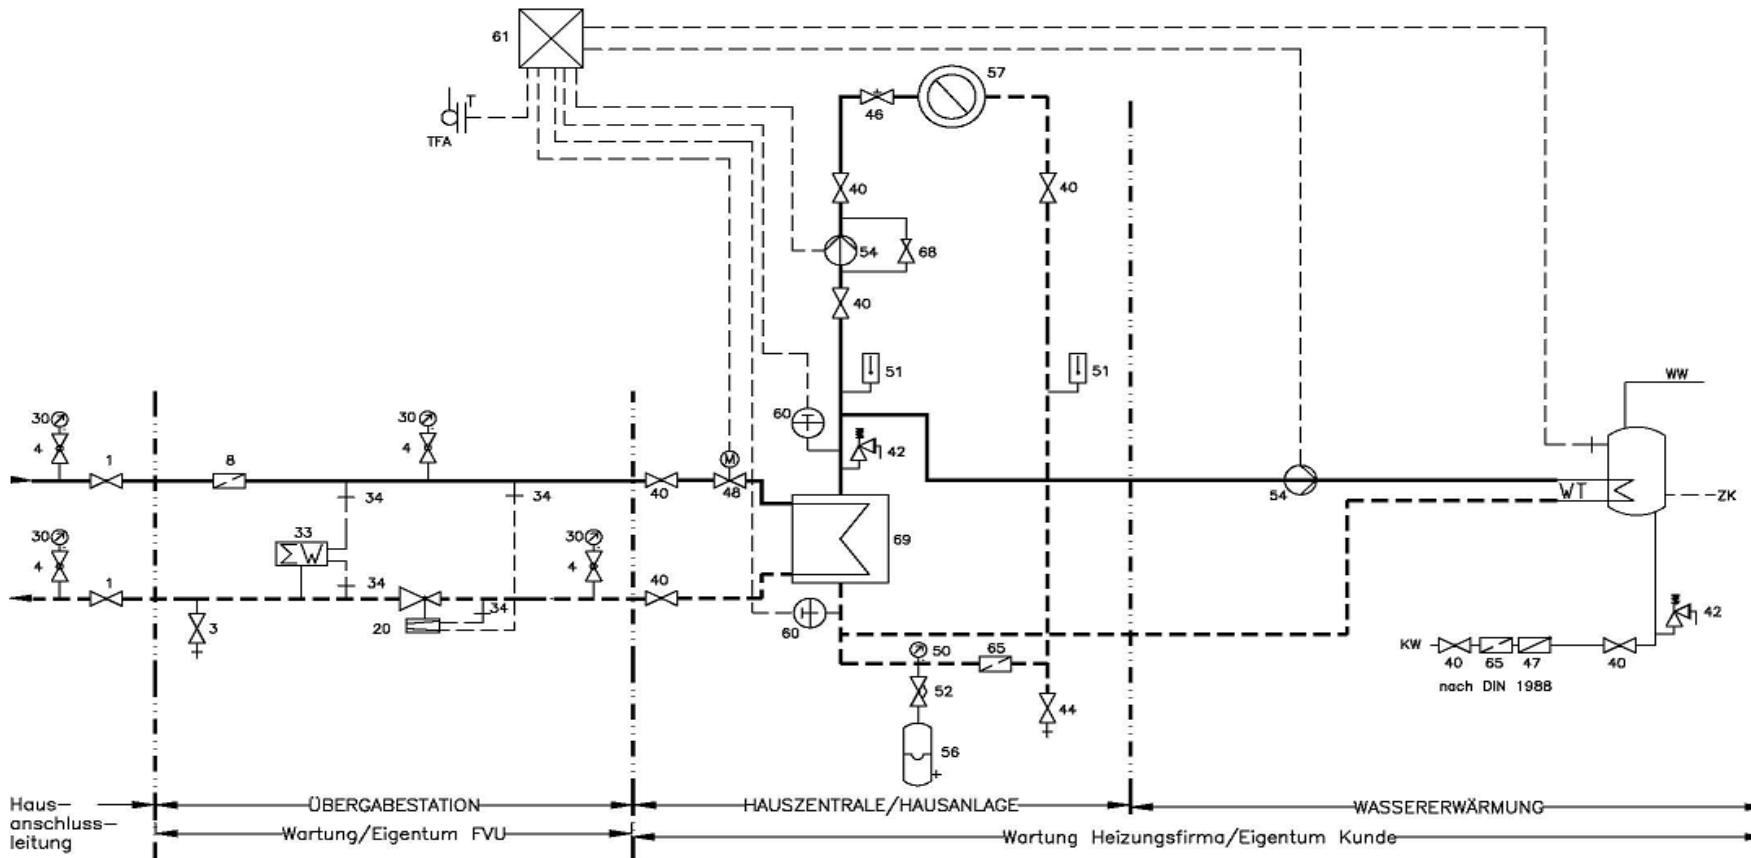 61
57
T
TFA
46
40
40
54
68
40
51
51
WW
30
30
60
4
1
8
4
M
42
34
34
40
48
54
WT
ZK
30
33
30
69
ΣW
4
1
34
4
40
34
3
20
60
42
50
65
KW
40
65
47
40
52
nach DIN 1988
44
56
Haus-
anschluss-
leitung
ÜBERGABESTATION
HAUSZENTRALE/HAUSANLAGE
WASSERERWÄRMUNG
Wartung/Eigentum FVU
Wartung Heizungsfirma/Eigentum Kunde